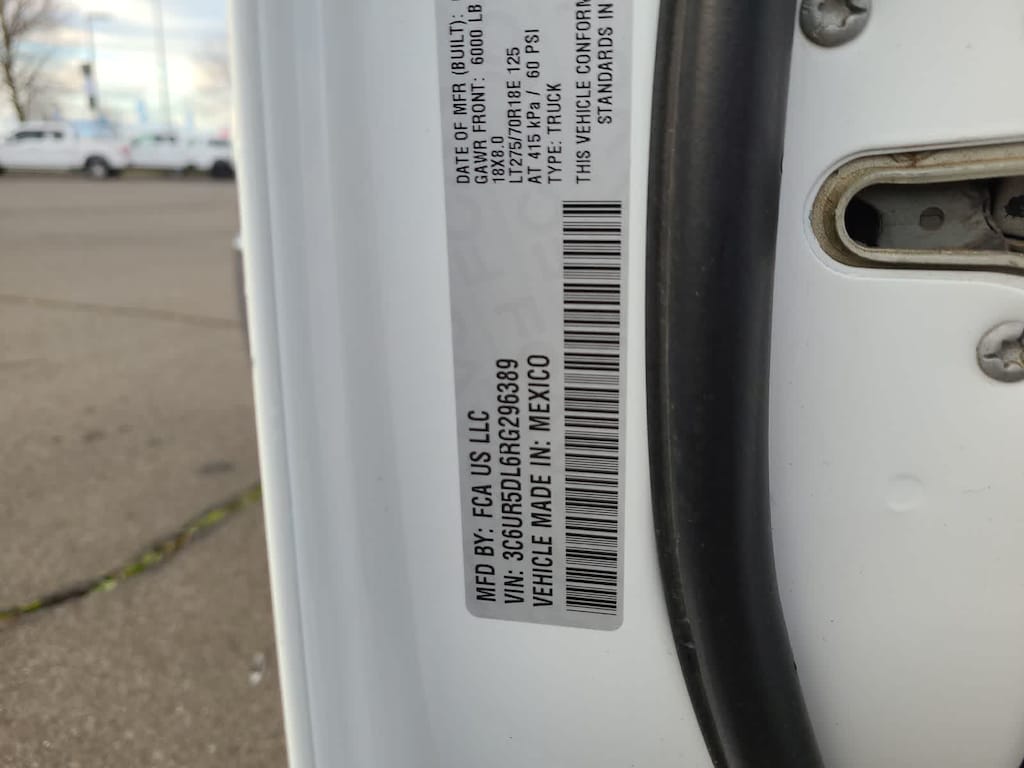 MFD BY: FCA US LLC
VIN: 3C6UR5DL6RG296389
VEHICLE MADE IN: MEXICO
DATE OF MFR (BUILT):
GAWR FRONT: 6000 LB
18X8.0
LT275/70R18E 125
AT 415 kPa / 60 PSI
TYPE: TRUCK
THIS VEHICLE CONFORM
STANDARDS IN